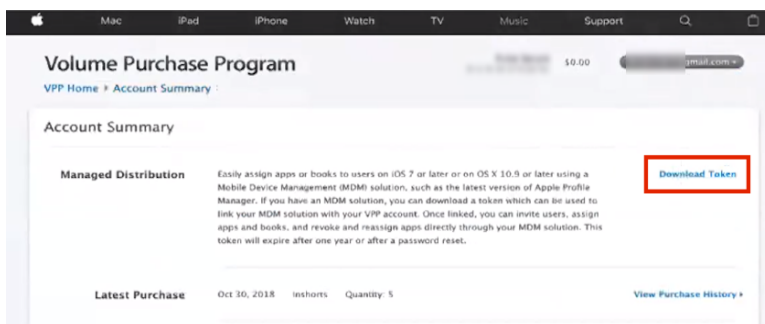 Mac iPad iPhone Watch TV Music Support
Volume Purchase Program
$0.00
gmail.com
VPP Home Account Summary
Account Summary
Managed Distribution
Easily assign apps or books to users on iOS 7 or later or on OS X 10.9 or later using a
Mobile Device Management (MDM) solution, such as the latest version of Apple Profile
Manager. If you have an MDM solution, you can download a token which can be used to
link your MDM solution with your VPP account. Once linked, you can invite users, assign
apps and books, and revoke and reassign apps directly through your MDM solution. This
token will expire after one year or after a password reset.
Download Token
Latest Purchase Oct 30, 2018 Inshorts Quantity: 5 View Purchase History